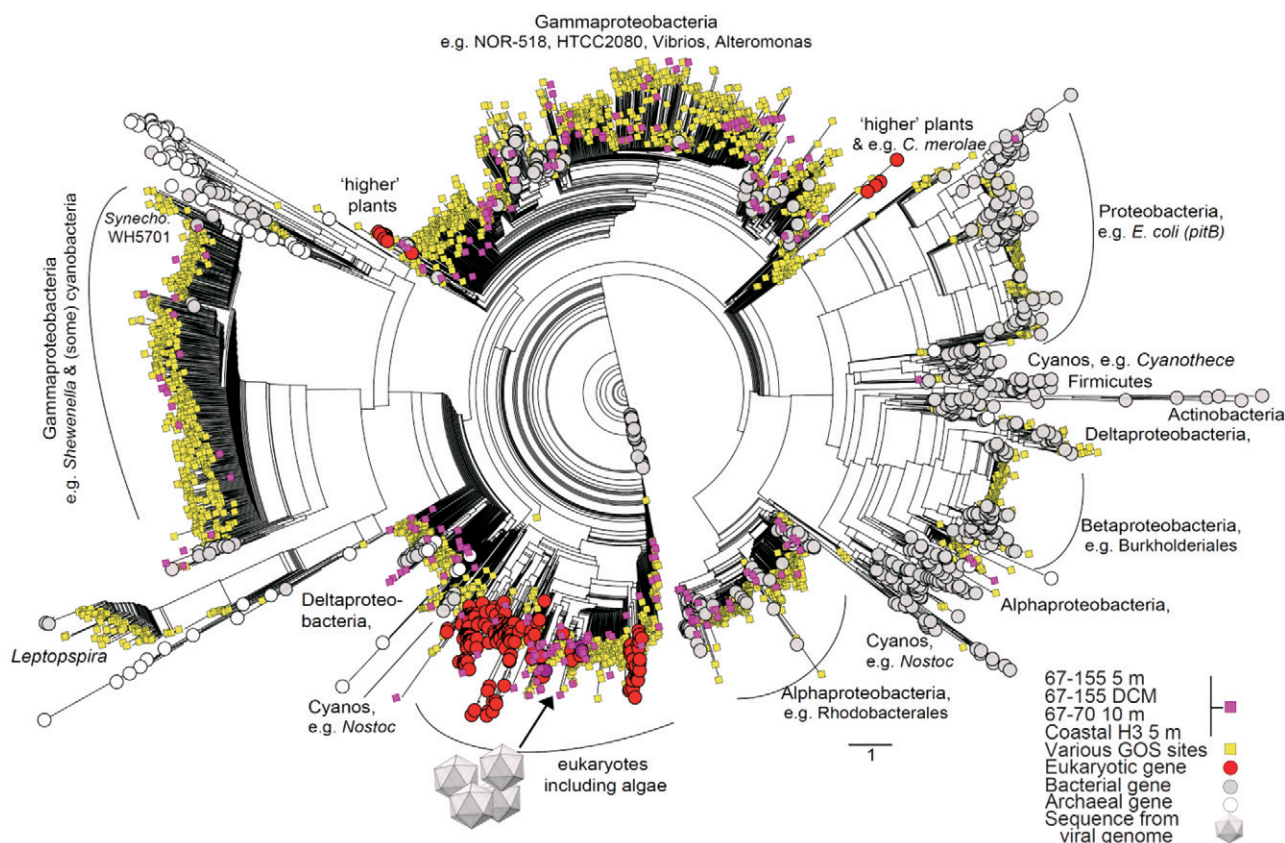 Gammaproteobacteria
e.g. NOR-518, HTCC2080, Vibrios, Alteromonas
'higher' plants
& e.g. C. merolae
'higher'
plants
Synecho.
WH5701
Gammaproteobacteria
e.g. Shewenella & (some) cyanobacteria
Proteobacteria,
e.g. E. coli (pitB)
Cyanos, e.g. Cyanothece
Firmicutes
Actinobacteria
Deltaproteobacteria,
Betaproteobacteria,
e.g. Burkholderiales
Alphaproteobacteria,
Cyanos,
e.g. Nostoc
Alphaproteobacteria,
e.g. Rhodobacterales
1
Deltaproteo-
bacteria,
Leptopspira
Cyanos,
e.g. Nostoc
eukaryotes
including algae
67-155 5 m
67-155 DCM
67-70 10 m
Coastal H3 5 m
Various GOS sites
Eukaryotic gene
Bacterial gene
Archaeal gene
Sequence from
viral genome